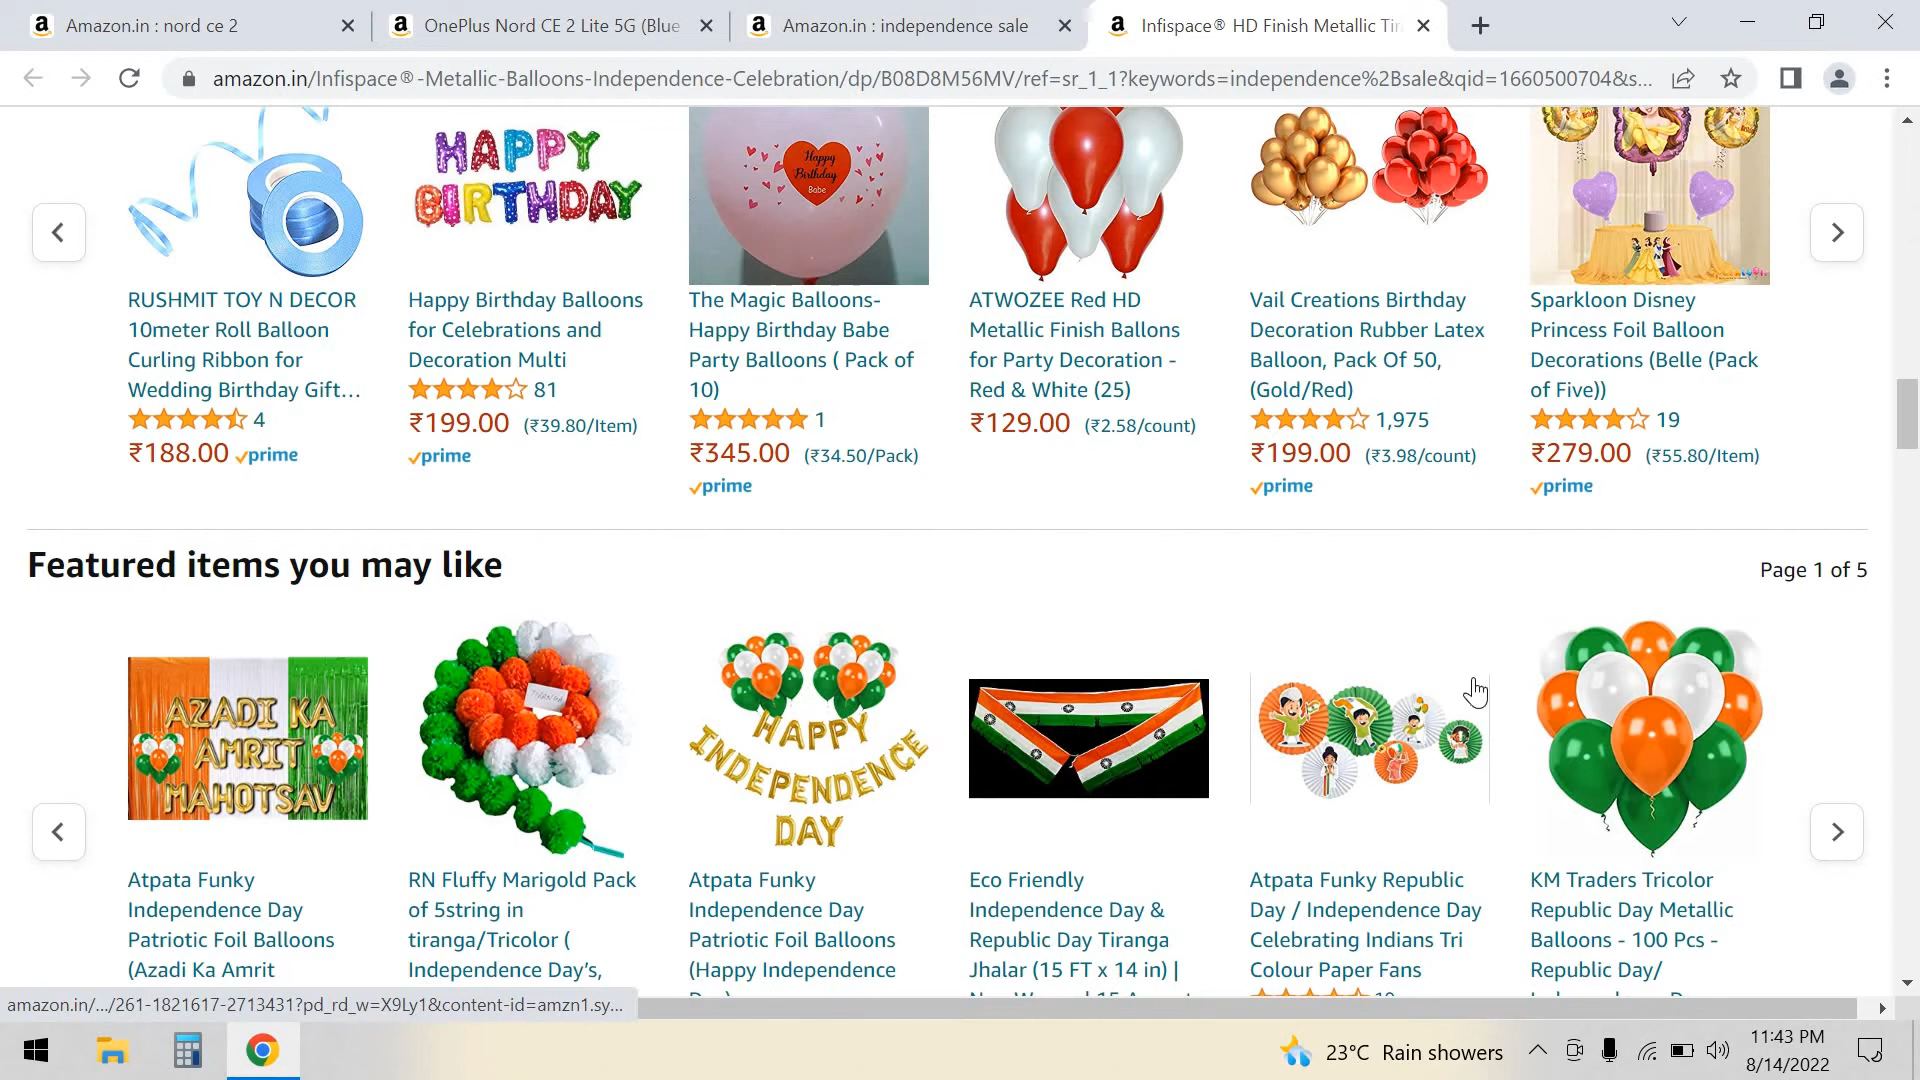 Amazon.in : nord ce 2
OnePlus Nord CE 2 Lite 5G (Blue
Amazon.in : independence sale
Infispace® HD Finish Metallic Tir
amazon.in/Infispace®-Metallic-Balloons-Independence-Celebration/dp/B08D8M56MV/ref=sr_1_1?keywords=independence%2Bsale&qid=1660500704&s...
HAPPY
BIRTHDAY
Happy
Birthday
Babe
RUSHMIT TOY N DECOR
10meter Roll Balloon
Curling Ribbon for
Wedding Birthday Gift...
4
₹188.00 prime
Happy Birthday Balloons
for Celebrations and
Decoration Multi
81
₹199.00 (₹39.80/Item)
prime
The Magic Balloons-
Happy Birthday Babe
Party Balloons ( Pack of
10)
1
₹345.00 (₹34.50/Pack)
prime
ATWOZEE Red HD
Metallic Finish Ballons
for Party Decoration -
Red & White (25)
₹129.00 (₹2.58/count)
Vail Creations Birthday
Decoration Rubber Latex
Balloon, Pack Of 50,
(Gold/Red)
1,975
₹199.00 (₹3.98/count)
prime
Sparkloon Disney
Princess Foil Balloon
Decorations (Belle (Pack
of Five))
19
₹279.00 (₹55.80/Item)
prime
Featured items you may like
Page 1 of 5
AZADI KA
AMRIT
MAHOTSAV
HAPPY
INDEPENDENCE
DAY
Atpata Funky
Independence Day
Patriotic Foil Balloons
(Azadi Ka Amrit
RN Fluffy Marigold Pack
of 5string in
tiranga/Tricolor (
Independence Day's,
Atpata Funky
Independence Day
Patriotic Foil Balloons
(Happy Independence
Eco Friendly
Independence Day &
Republic Day Tiranga
Jhalar (15 FT x 14 in) |
Atpata Funky Republic
Day / Independence Day
Celebrating Indians Tri
Colour Paper Fans
KM Traders Tricolor
Republic Day Metallic
Balloons - 100 Pcs -
Republic Day/
amazon.in/.../261-1821617-2713431?pd_rd_w=X9Ly1&content-id=amzn1.sy...
23°C Rain showers
11:43 PM
8/14/2022